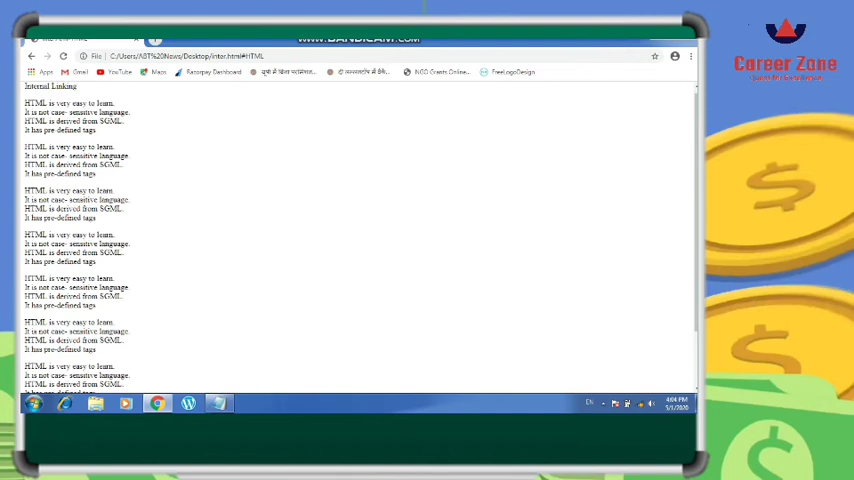 WWW.BANDICAM.COM
File | C:/Users/ABT%20News/Desktop/inter.html#HTML
Apps Gmail YouTube Maps Razorpay Dashboard NGO Grants Online... FreeLogoDesign
Career Zone
Internal Linking
HTML is very easy to learn.
It is not case- sensitive language.
HTML is derived from SGML.
It has pre-defined tags
HTML is very easy to learn.
It is not case- sensitive language.
HTML is derived from SGML.
It has pre-defined tags
HTML is very easy to learn.
It is not case- sensitive language.
HTML is derived from SGML.
It has pre-defined tags
HTML is very easy to learn.
It is not case- sensitive language.
HTML is derived from SGML.
It has pre-defined tags
HTML is very easy to learn.
It is not case- sensitive language
HTML is derived from SGML.
It has pre-defined tags
HTML is very easy to learn.
It is not case- sensitive language.
HTML is derived from SGML.
It has pre-defined tags
HTML is very easy to learn.
It is not case- sensitive language.
HTML is derived from SGML.
It has pre-defined tags
EN
4:04 PM
5/1/2020